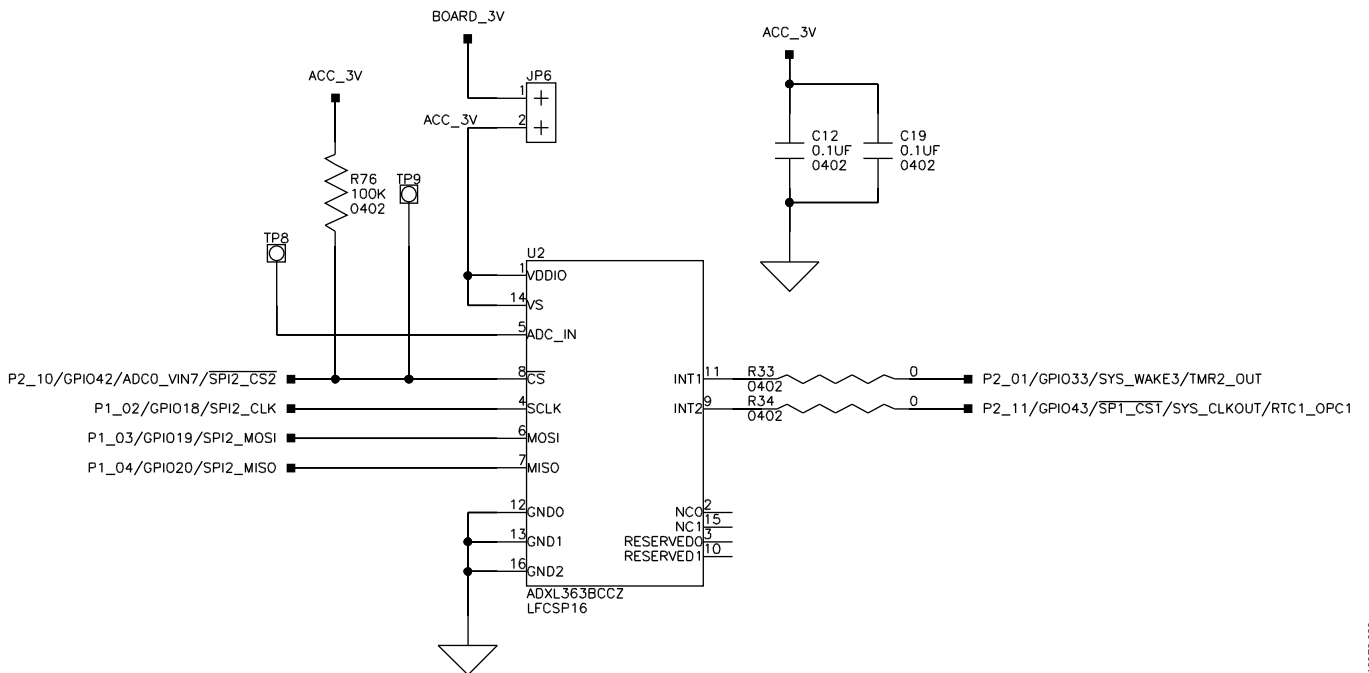 BOARD_3V
ACC_3V
ACC_3V
JP6
1
2
ACC_3V
C12
0.1UF
0402
C19
0.1UF
0402
R76
100K
0402
TP9
TP8
U2
1 VDDIO
14 VS
5 ADC_IN
P2_10/GPIO42/ADC0_VIN7/SPI2_CS2 8 CS
P1_02/GPIO18/SPI2_CLK 4 SCLK
P1_03/GPIO19/SPI2_MOSI 6 MOSI
P1_04/GPIO20/SPI2_MISO 7 MISO
12 GND0
13 GND1
16 GND2
INT1 11 R33 0 P2_01/GPIO33/SYS_WAKE3/TMR2_OUT
0402
INT2 9 R34 0 P2_11/GPIO43/SP1_CS1/SYS_CLKOUT/RTC1_OPC1
0402
NC0 2
NC1 15
RESERVED0 3
RESERVED1 10
ADXL363BCCZ
LFCSP16